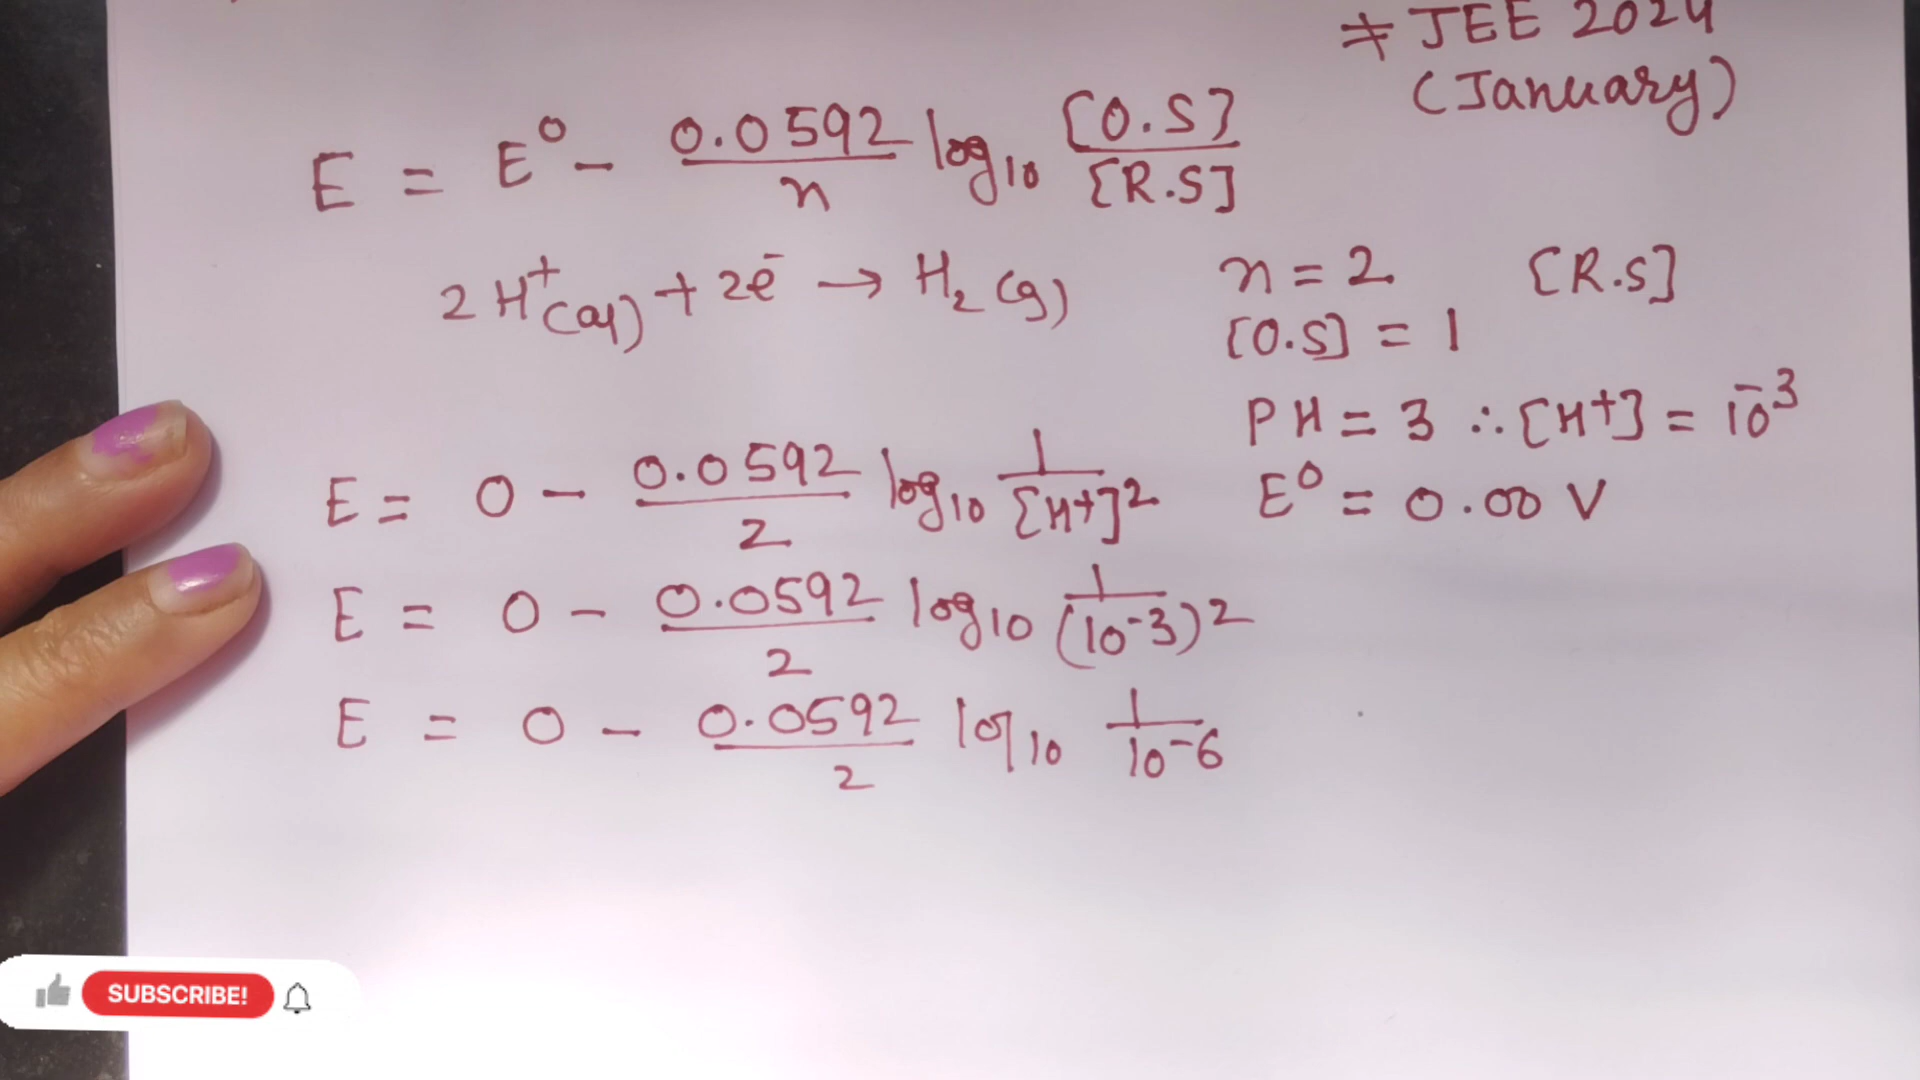 * JEE 2024
(January)
E = E⁰ - 0.0592/n log₁₀ [O.S]/[R.S]
2H⁺(aq) + 2e⁻ → H₂(g)
n = 2 [R.S]
[O.S] = 1
PH = 3 ∴ [H+] = 10⁻³
E⁰ = 0.00 V
E = 0 - 0.0592/2 log₁₀ 1/[H+]²
E = 0 - 0.0592/2 log₁₀ 1/(10⁻³)²
E = 0 - 0.0592/2 log₁₀ 1/10⁻⁶
SUBSCRIBE!